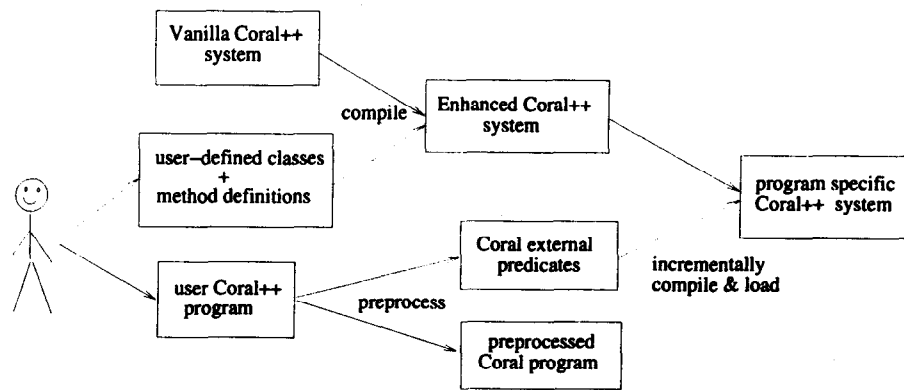 Vanilla Coral++
system
compile
Enhanced Coral++
system
user-defined classes
+
method definitions
program specific
Coral++ system
Coral external
predicates
incrementally
compile & load
user Coral++
program
preprocess
preprocessed
Coral program